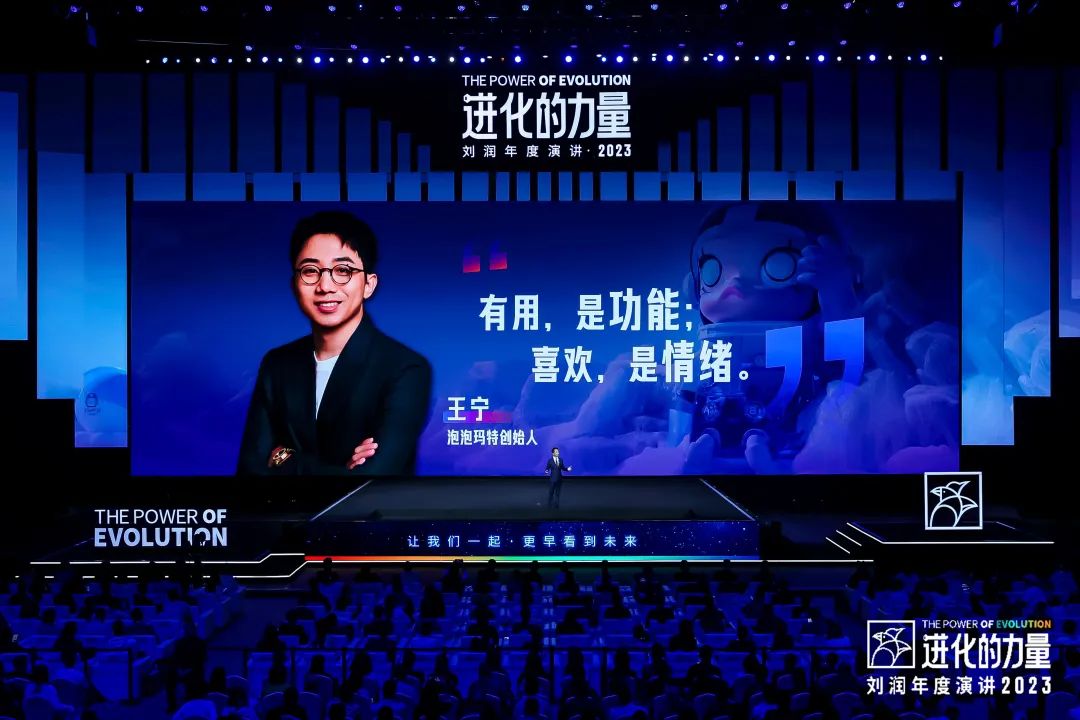 THE POWER OF EVOLUTION
进化的力量
刘润年度演讲·2023
有用，是功能；
喜欢，是情绪。
王宁
泡泡玛特创始人
THE POWER OF
EVOLUTION
让我们一起·更早看到未来
THE POWER OF EVOLUTION
进化的力量
刘润年度演讲2023